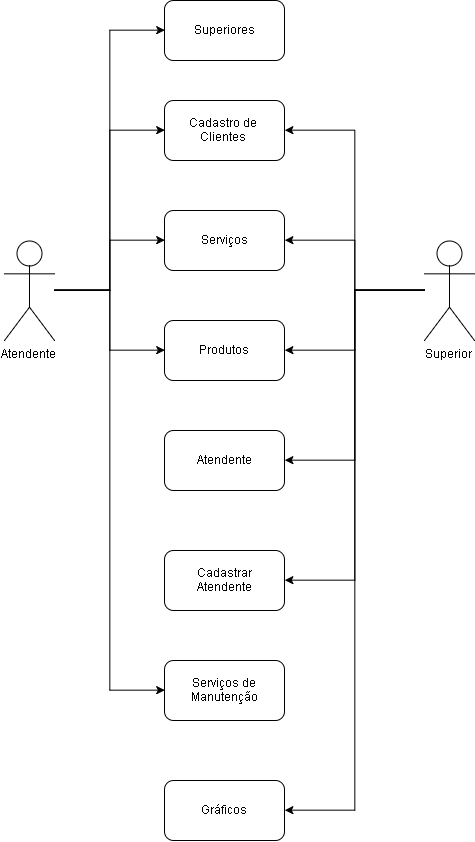 Superiores
Cadastro de
Clientes
Serviços
Atendente
Superior
Produtos
Atendente
Cadastrar
Atendente
Serviços de
Manutenção
Gráficos